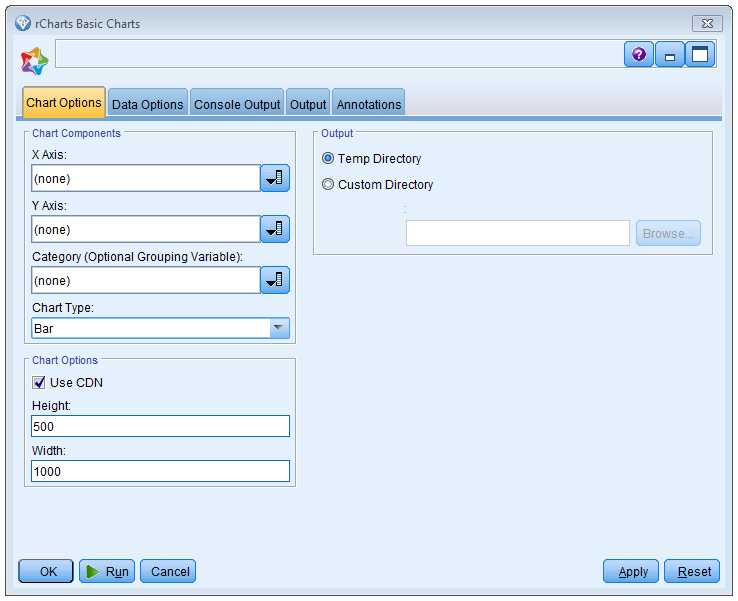 rCharts Basic Charts
Chart Options
Data Options
Console Output
Output
Annotations
Chart Components
X Axis:
(none)
Y Axis:
(none)
Category (Optional Grouping Variable):
(none)
Chart Type:
Bar
Chart Options
Use CDN
Height:
500
Width:
1000
Output
Temp Directory
Custom Directory
:
Browse...
OK
Run
Cancel
Apply
Reset